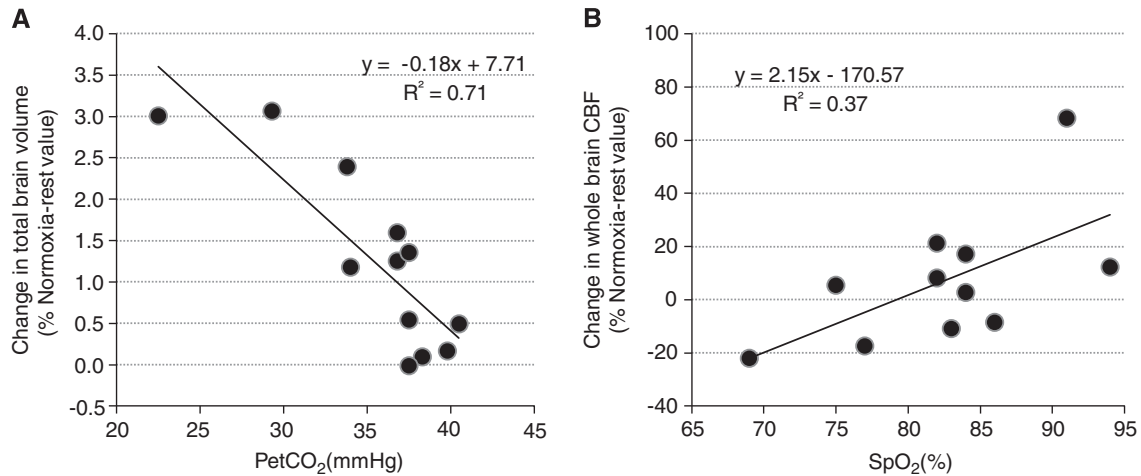 A
Change in total brain volume
(% Normoxia-rest value)
4.0
3.5
3.0
2.5
2.0
1.5
1.0
0.5
0.0
-0.5
y = -0.18x + 7.71
R² = 0.71
20 25 30 35 40 45
PetCO₂(mmHg)
B
Change in whole brain CBF
(% Normoxia-rest value)
100
80
60
40
20
0
-20
-40
y = 2.15x - 170.57
R² = 0.37
65 70 75 80 85 90 95
SpO₂(%)